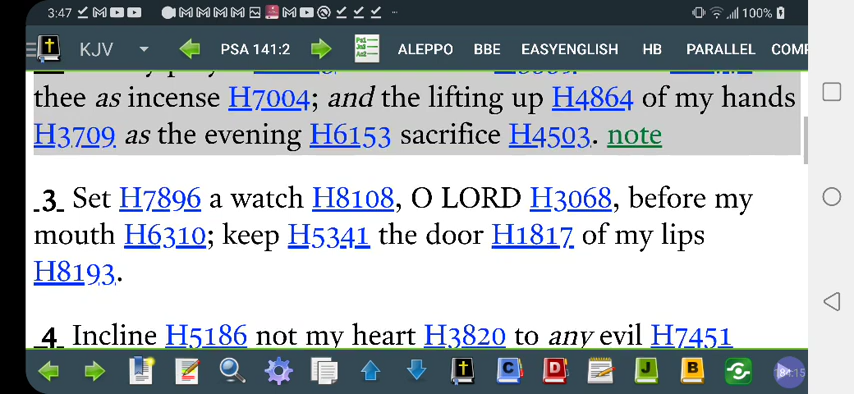 3:47 100%
KJV PSA 141:2 ALEPPO BBE EASYENGLISH HB PARALLEL COMP
thee as incense H7004; and the lifting up H4864 of my hands
H3709 as the evening H6153 sacrifice H4503. note
3 Set H7896 a watch H8108, O LORD H3068, before my
mouth H6310; keep H5341 the door H1817 of my lips
H8193.
4 Incline H5186 not my heart H3820 to any evil H7451
C D J B